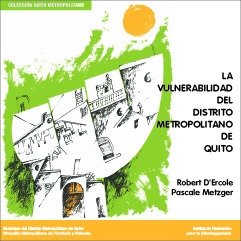 COLECCIÓN QUITO METROPOLITANO
LA
VULNERABILIDAD
DEL
DISTRITO
METROPOLITANO
DE
QUITO
Robert D'Ercole
Pascale Metzger
Municipio del Distrito Metropolitano de Quito
Dirección Metropolitana de Territorio y Vivienda
Institut de Recherche
pour le Développement